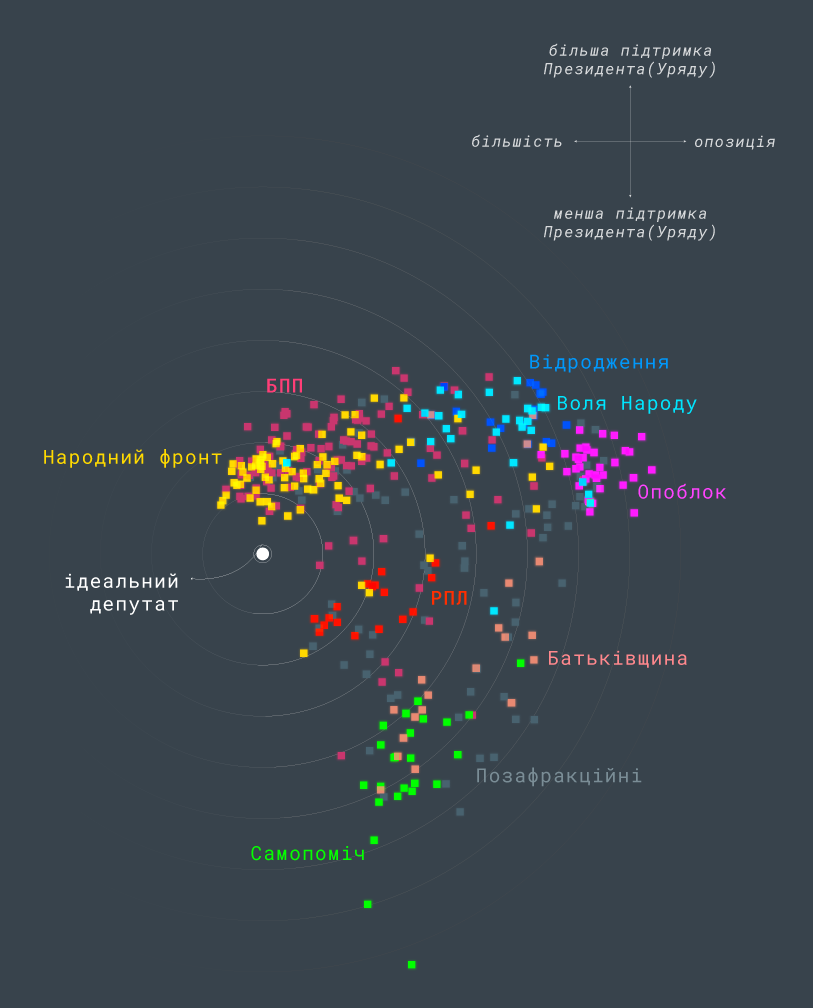 більша підтримка
Президента(Уряду)
більшість
опозиція
менша підтримка
Президента(Уряду)
Відродження
БПП
Воля Народу
Народний фронт
Опоблок
ідеальний
депутат
РПЛ
Батьківщина
Позафракційні
Самопоміч